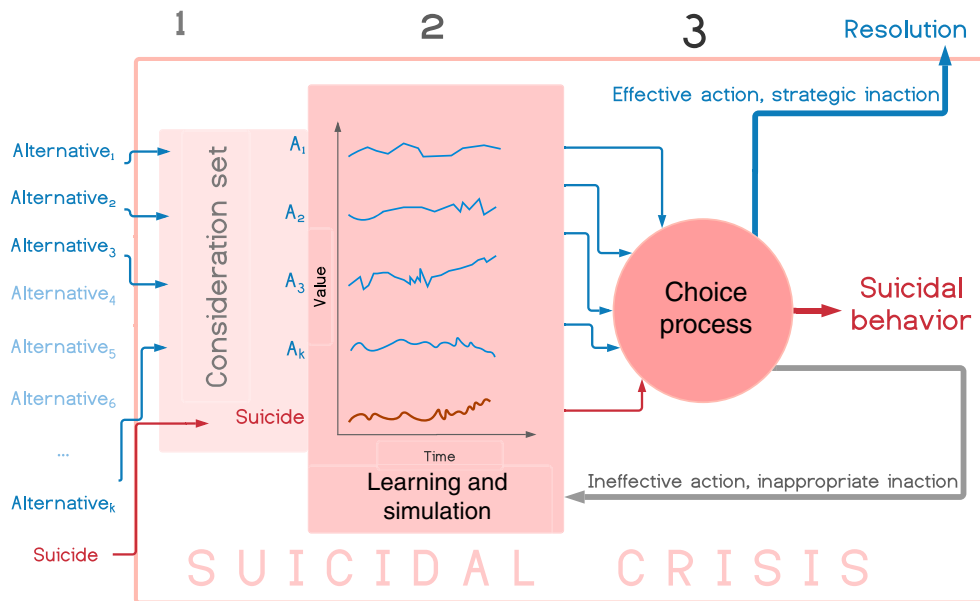 1
2
3
Resolution
Effective action, strategic inaction
Alternative₁
Alternative₂
Alternative₃
Alternative₄
Alternative₅
Alternative₆
...
Alternativeₖ
Suicide
Consideration set
A₁
A₂
A₃
Aₖ
Suicide
Value
Time
Learning and
simulation
Choice
process
Suicidal
behavior
Ineffective action, inappropriate inaction
SUICIDAL CRISIS